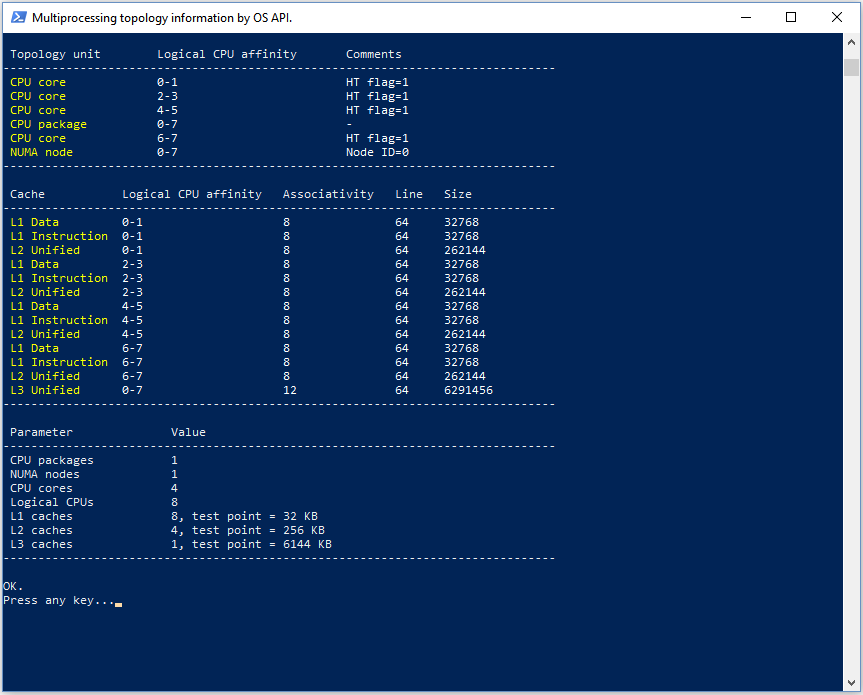 Multiprocessing topology information by OS API.
Topology unit Logical CPU affinity Comments
-------------------------------------------------------------------------------
CPU core 0-1 HT flag=1
CPU core 2-3 HT flag=1
CPU core 4-5 HT flag=1
CPU package 0-7 -
CPU core 6-7 HT flag=1
NUMA node 0-7 Node ID=0
-------------------------------------------------------------------------------
Cache Logical CPU affinity Associativity Line Size
-------------------------------------------------------------------------------
L1 Data 0-1 8 64 32768
L1 Instruction 0-1 8 64 32768
L2 Unified 0-1 8 64 262144
L1 Data 2-3 8 64 32768
L1 Instruction 2-3 8 64 32768
L2 Unified 2-3 8 64 262144
L1 Data 4-5 8 64 32768
L1 Instruction 4-5 8 64 32768
L2 Unified 4-5 8 64 262144
L1 Data 6-7 8 64 32768
L1 Instruction 6-7 8 64 32768
L2 Unified 6-7 8 64 262144
L3 Unified 0-7 12 64 6291456
-------------------------------------------------------------------------------
Parameter Value
-------------------------------------------------------------------------------
CPU packages 1
NUMA nodes 1
CPU cores 4
Logical CPUs 8
L1 caches 8, test point = 32 KB
L2 caches 4, test point = 256 KB
L3 caches 1, test point = 6144 KB
-------------------------------------------------------------------------------
OK.
Press any key..._